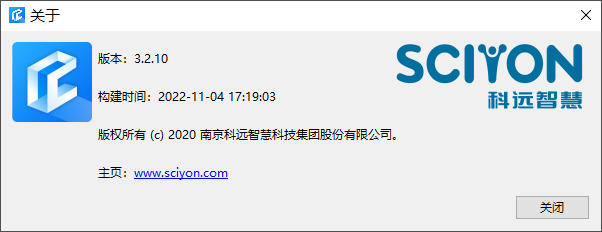 关于
SCIYON
科远智慧
版本：3.2.10
构建时间：2022-11-04 17:19:03
版权所有 (c) 2020 南京科远智慧科技集团股份有限公司。
主页：www.sciyon.com
关闭